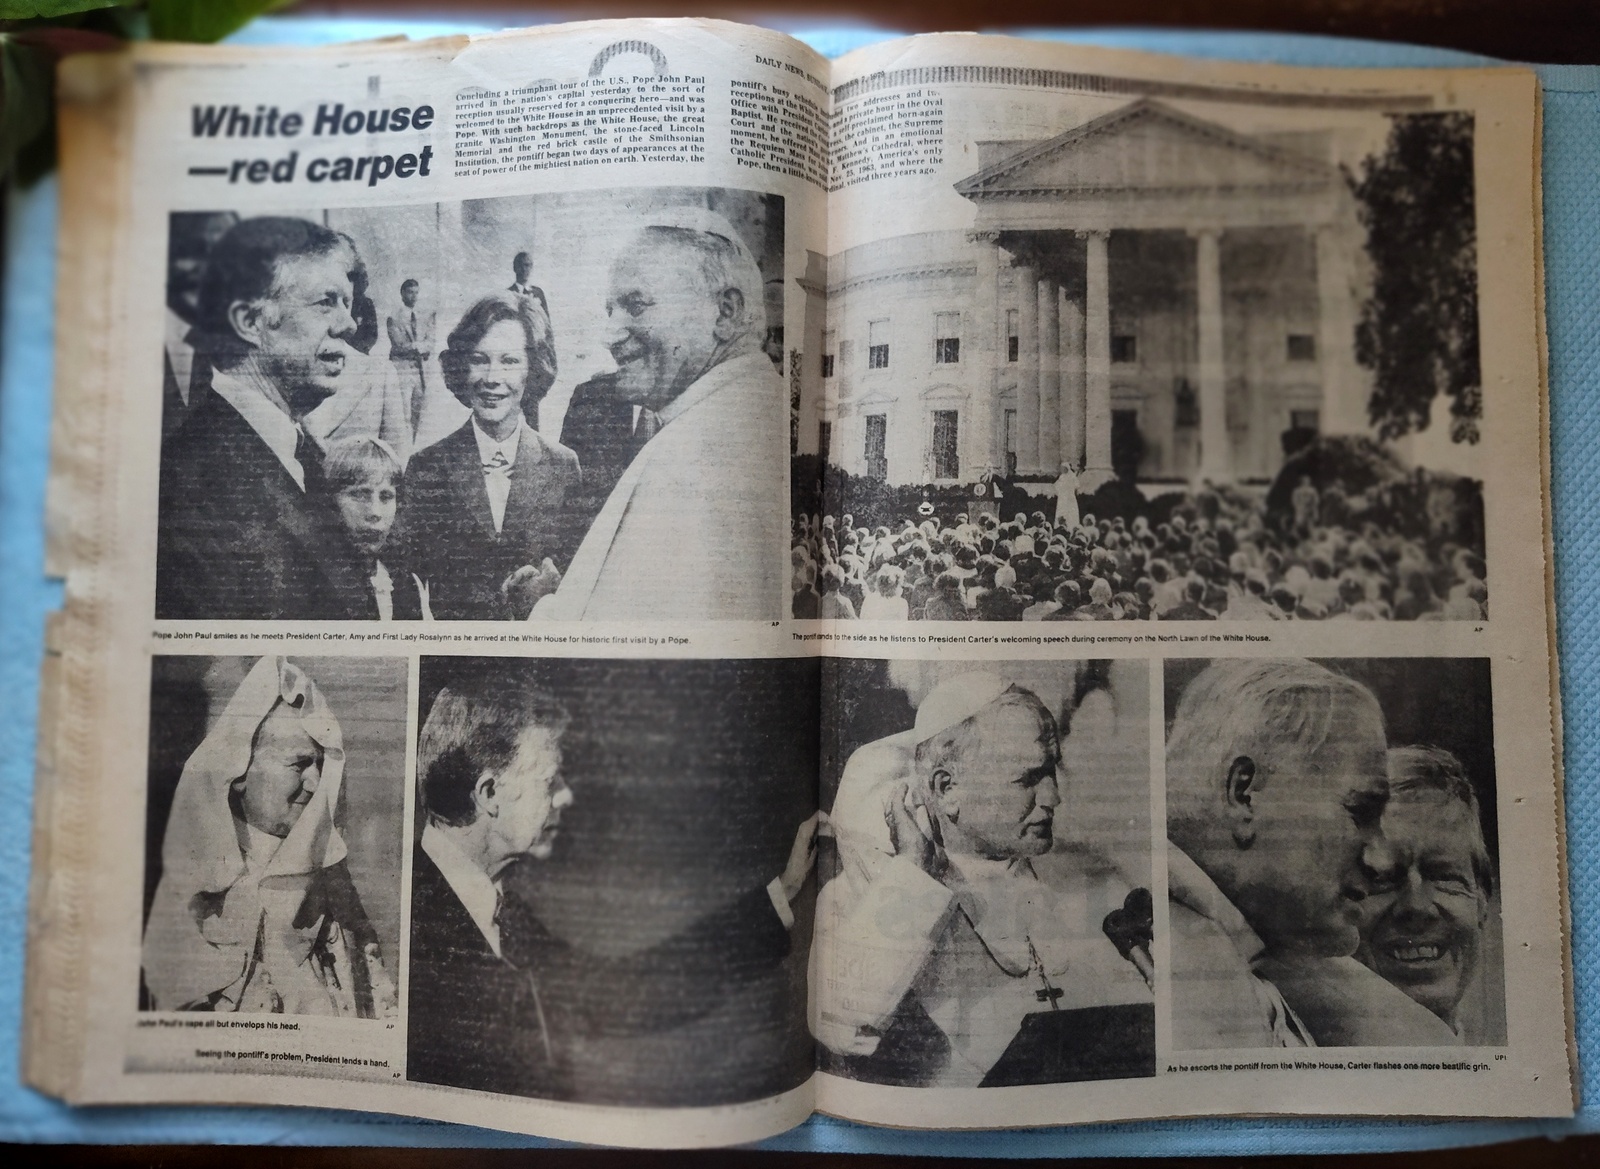 DAILY NEWS,
White House
—red carpet
Concluding a triumphant tour of the U.S., Pope John Paul
arrived in the nation's capital yesterday to the sort of
reception usually reserved for a conquering hero—and was
welcomed to the White House in an unprecedented visit by a
Pope. With such backdrops as the White House, the great
granite Washington Monument, the stone-faced Lincoln
Memorial and the red brick castle of the Smithsonian
Institution, the pontiff began two days of appearances at the
seat of power of the mightiest nation on earth. Yesterday, the
pontiff's busy schedule two addresses and two
receptions at the White a private hour in the Oval
Office with President self-proclaimed born-again
Baptist. He received the cabinet, the Supreme
Court and the And in an emotional
moment, offered Matthew's Cathedral, where
the Requiem Mass F. Kennedy, America's only
Catholic President, was Nov. 25, 1963, and where the
Pope, then a little-known visited three years ago.
AP
Pope John Paul smiles as he meets President Carter, Amy and First Lady Rosalynn as he arrived at the White House for historic first visit by a Pope.
AP
The to the side as he listens to President Carter's welcoming speech during ceremony on the North Lawn of the White House.
John Paul's cape all but envelops his head.
AP
Seeing the pontiff's problem, President lends a hand.
AP
UPI
As he escorts the pontiff from the White House, Carter flashes one more beatific grin.